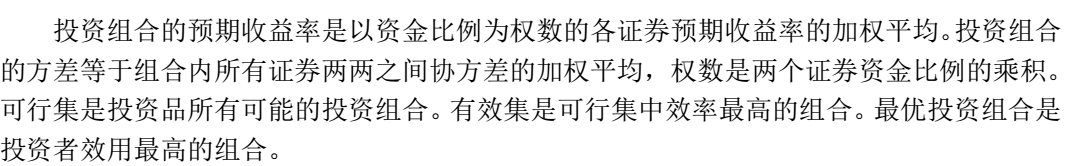 投资组合的预期收益率是以资金比例为权数的各证券预期收益率的加权平均。投资组合
的方差等于组合内所有证券两两之间协方差的加权平均，权数是两个证券资金比例的乘积。
可行集是投资品所有可能的投资组合。有效集是可行集中效率最高的组合。最优投资组合是
投资者效用最高的组合。